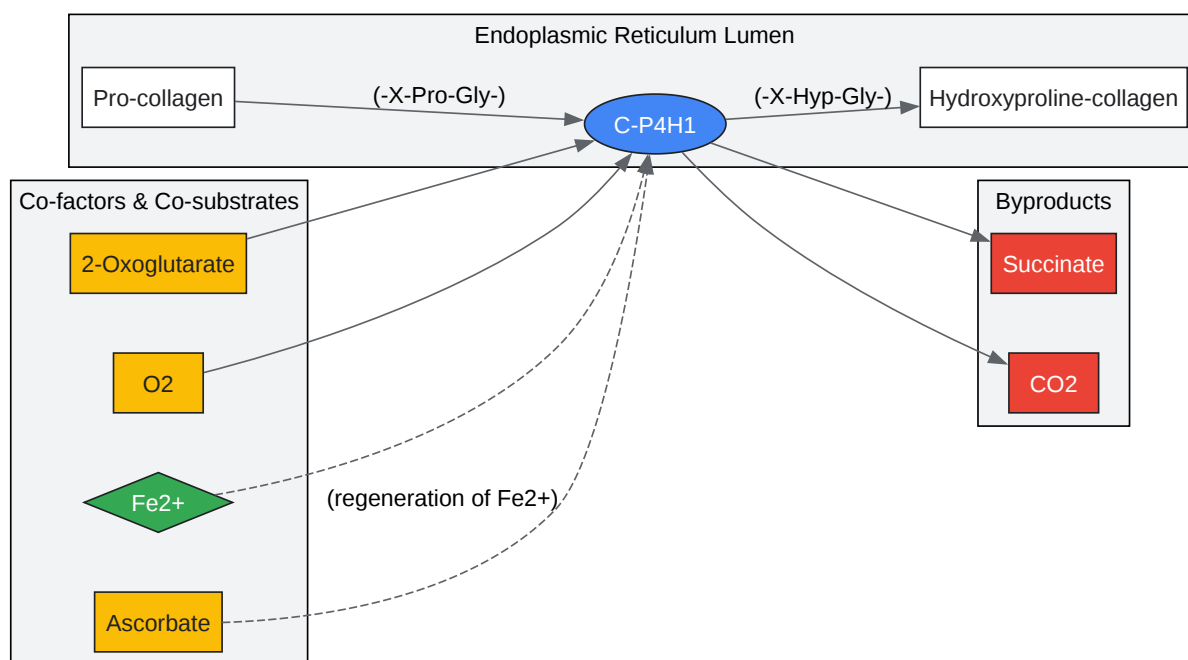 Endoplasmic Reticulum Lumen
Pro-collagen
(-X-Pro-Gly-)
C-P4H1
(-X-Hyp-Gly-)
Hydroxyproline-collagen
Co-factors & Co-substrates
2-Oxoglutarate
O2
Fe2+
(regeneration of Fe2+)
Ascorbate
Byproducts
Succinate
CO2